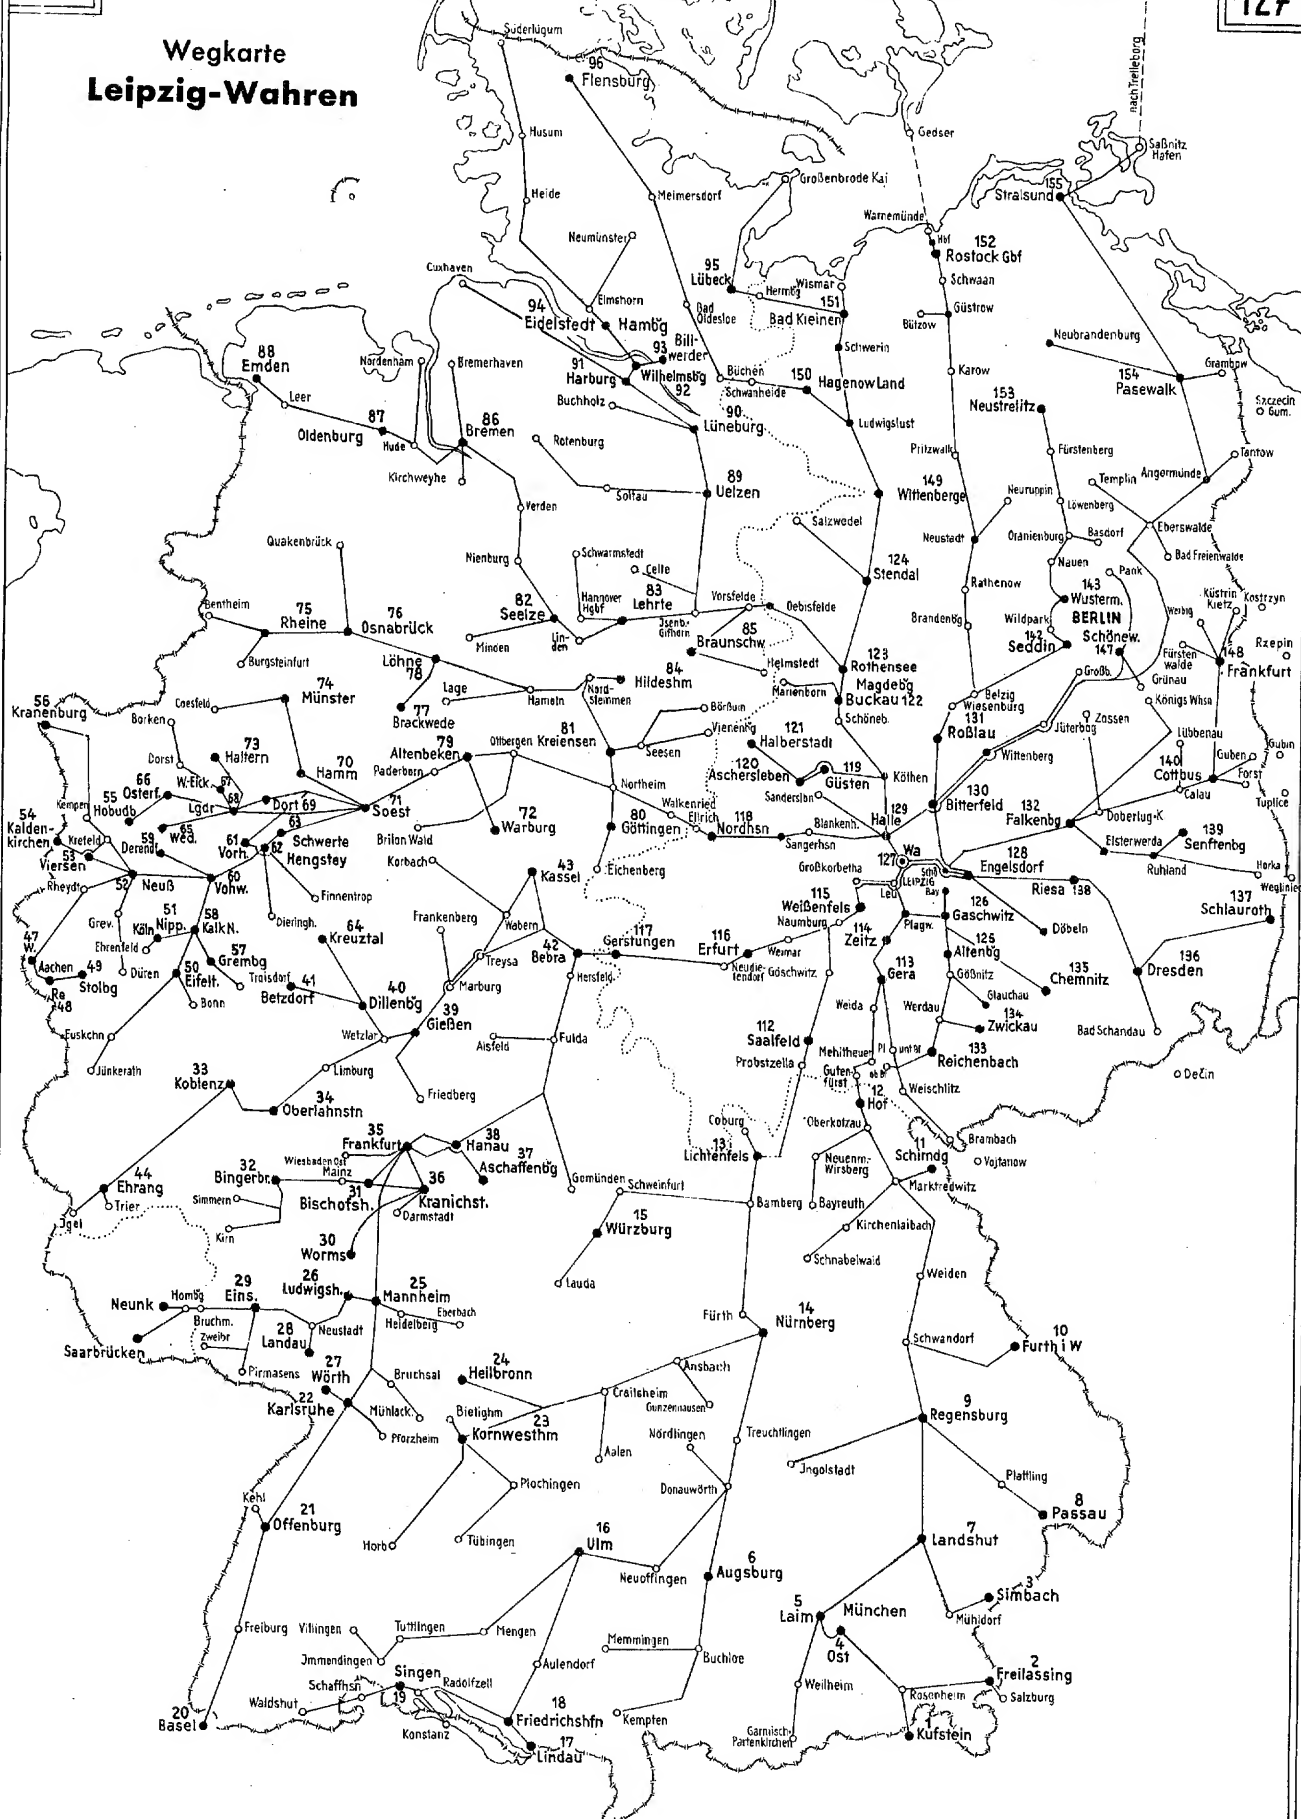 127
Wegkarte
Leipzig-Wahren
Süderlügum
96
Flensburg
nach Trelleborg
Husum
Gedser
Saßnitz
Hafen
Großenbrode Kai
155
Stralsund
Heide
Meimersdorf
Warnemünde
Hbf
152
Rostock Gbf
Neumünster
95
Lübeck
Hermbg
Wismar
151
Bad Kleinen
Schwaan
Cuxhaven
Elmshorn
94
Eidelstedt
Hambg
Bad
Oldesloe
Bützow
Güstrow
Neubrandenburg
93
Bill-
werder
Schwerin
88
Emden
Nordenham
Bremerhaven
91
Harburg
Wilhelmsbg
92
Büchen
Schwanheide
150
Hagenow Land
Karow
154
Pasewalk
Grambow
Leer
Buchholz
153
Neustrelitz
Szczecin
Gum.
87
Oldenburg
Hude
86
Bremen
Rotenburg
90
Lüneburg
Ludwigslust
Kirchweyhe
Pritzwalk
Fürstenberg
Tantow
Soltau
89
Uelzen
149
Wittenberge
Neuruppin
Templin
Angermünde
Löwenberg
Verden
Salzwedel
Neustadt
Oranienburg
Basdorf
Eberswalde
Quakenbrück
Nienburg
Schwarmstedt
Celle
124
Stendal
Nauen
Bad Freienwalde
Pank
Bentheim
75
Rheine
76
Osnabrück
82
Seelze
Hannover
Hgbf
83
Lehrte
Vorsfelde
Oebisfelde
Rathenow
143
Wusterm.
Küstrin
Kietz
Kostrzyn
Werbig
Brandenbg
Wildpark
BERLIN
Minden
Lin-
den
Isenb.
Gifhorn
85
Braunschw.
142
Seddin
Schönew.
147
Fürsten
walde
148
Frankfurt
Rzepin
Burgsteinfurt
Löhne
78
84
Hildeshm
Helmstedt
123
Rothensee
Magdebg
Großb.
Grünau
Lage
Hameln
Nord-
Stemmen
Marienborn
Buckau 122
Belzig
Wiesenburg
Königs Whsn
74
Münster
Coesfeld
56
Kranenburg
Borken
77
Brackwede
Börßum
Schöneb.
131
Roßlau
Jüterbog
Zossen
73
Haltern
79
Altenbeken
Ottbergen
81
Kreiensen
Vienenbg
Seesen
121
Halberstadt
Wittenberg
Lübbenau
Gubin
Dorst
70
Hamm
Paderborn
120
Aschersleben
119
Güsten
Köthen
140
Cottbus
Guben
Forst
66
Osterf.
W-Eick
67
Northeim
Sandersbn
130
Bitterfeld
Calau
Tuplice
55
Hobudb
Kempen
Lgdr
68
Dort 69
71
Soest
Walkenried
Ellrich
129
Halle
132
Falkenbg
Doberlug-K
54
Kalden-
kirchen
Krefeld
59
Derendf
65
Wed.
61
Vorh.
63
Schwerte
72
Warburg
80
Göttingen
118
Nordhsn
Blankenh.
Sangerhsn
Elsterwerda
139
Senftenbg
53
Viersen
62
Hengstey
Brilon Wald
Wa
127
128
Engelsdorf
Ruhland
Horka
Rheydt
52
Neuß
60
Vohw.
Korbach
43
Kassel
Eichenberg
Großkorbetha
LEIPZIG
Leu
Schö
Bay
Riesa 138
137
Schlauroth
Finnentrop
115
Weißenfels
126
Gaschwitz
Grev.
51
Nipp.
58
Kalk N.
Dieringh.
Frankenberg
Wabern
Naumburg
Plagw.
Döbeln
Köln
Ehrenfeld
64
Kreuztal
117
Gerstungen
116
Erfurt
Weimar
114
Zeitz
125
Altenbg
47
W.
57
Grembg
42
Bebra
Treysa
136
Dresden
Aachen
49
Stolbg
Düren
50
Eifelt.
Troisdorf
41
Betzdorf
Hersfeld
Göschwitz
113
Gera
Gößnitz
135
Chemnitz
Re
48
Bonn
40
Dillenbg
Marburg
Glauchau
39
Gießen
Weida
Werdau
134
Zwickau
Euskchn
Wetzlar
Alsfeld
Fulda
112
Saalfeld
Bad Schandau
Jünkerath
33
Koblenz
Limburg
Probstzella
Mehltheuer
Pl
unt Bf
133
Reichenbach
Guten-
fürst
ob Bf
Děčín
34
Oberlahnstn
Friedberg
12
Hof
Weischlitz
Coburg
Oberkotzau
Brambach
35
Frankfurt
38
Hanau
13
Lichtenfels
11
Schirndg
Vojtanow
Wiesbaden Ost
Mainz
37
Aschaffenbg
Neuenm.-
Wirsberg
44
Ehrang
32
Bingerbr.
31
Bischofsh.
36
Kranichst.
Gemünden
Schweinfurt
Marktredwitz
Trier
Simmern
Darmstadt
Bamberg
Bayreuth
Igel
Kirn
15
Würzburg
Kirchenlaibach
30
Worms
Schnabelwaid
Lauda
Weiden
Neunk
Hombg
29
Eins.
26
Ludwigsh.
25
Mannheim
Bruchm.
Heidelberg
Eberbach
Fürth
14
Nürnberg
Zweibr
28
Landau
Neustadt
Schwandorf
10
Furth i W
Saarbrücken
Pirmasens
27
Wörth
Bruchsal
24
Heilbronn
Ansbach
22
Karlsruhe
Mühlack.
Bietighm
Crailsheim
Gunzenhausen
9
Regensburg
Pforzheim
23
Kornwesthm
Aalen
Nördlingen
Treuchtlingen
Ingolstadt
Plochingen
Donauwörth
Plattling
Kehl
21
Offenburg
8
Passau
Horb
Tübingen
16
Ulm
7
Landshut
Neuoffingen
6
Augsburg
3
Simbach
5
Laim
München
Mühldorf
Freiburg
Villingen
Tuttlingen
Mengen
Memmingen
4
Ost
Immendingen
Aulendorf
Buchloe
2
Freilassing
Schaffhsn
Singen
19
Radolfzell
Weilheim
Rosenheim
Salzburg
Waldshut
20
Basel
Konstanz
18
Friedrichshfn
Kempten
Garmisch-
Partenkirchen
1
Kufstein
17
Lindau